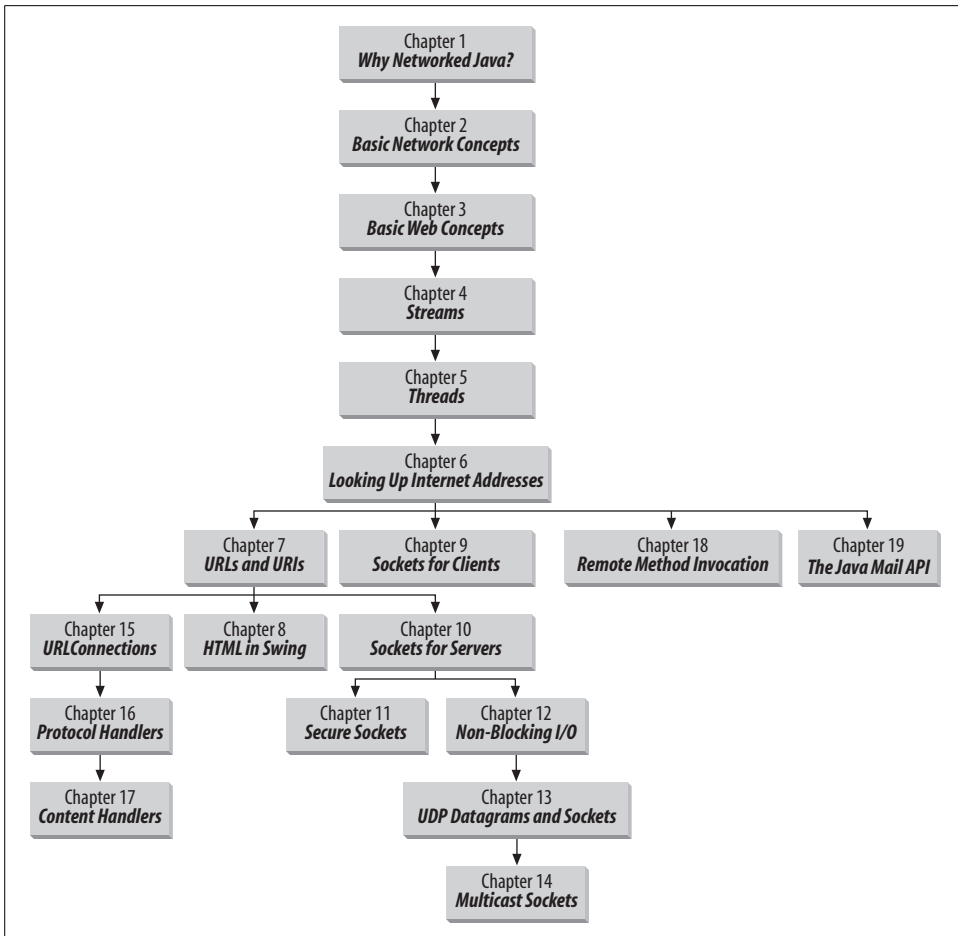 Chapter 1
Why Networked Java?
Chapter 2
Basic Network Concepts
Chapter 3
Basic Web Concepts
Chapter 4
Streams
Chapter 5
Threads
Chapter 6
Looking Up Internet Addresses
Chapter 7
URLs and URIs
Chapter 9
Sockets for Clients
Chapter 18
Remote Method Invocation
Chapter 19
The Java Mail API
Chapter 15
URLConnections
Chapter 8
HTML in Swing
Chapter 10
Sockets for Servers
Chapter 16
Protocol Handlers
Chapter 11
Secure Sockets
Chapter 12
Non-Blocking I/O
Chapter 17
Content Handlers
Chapter 13
UDP Datagrams and Sockets
Chapter 14
Multicast Sockets